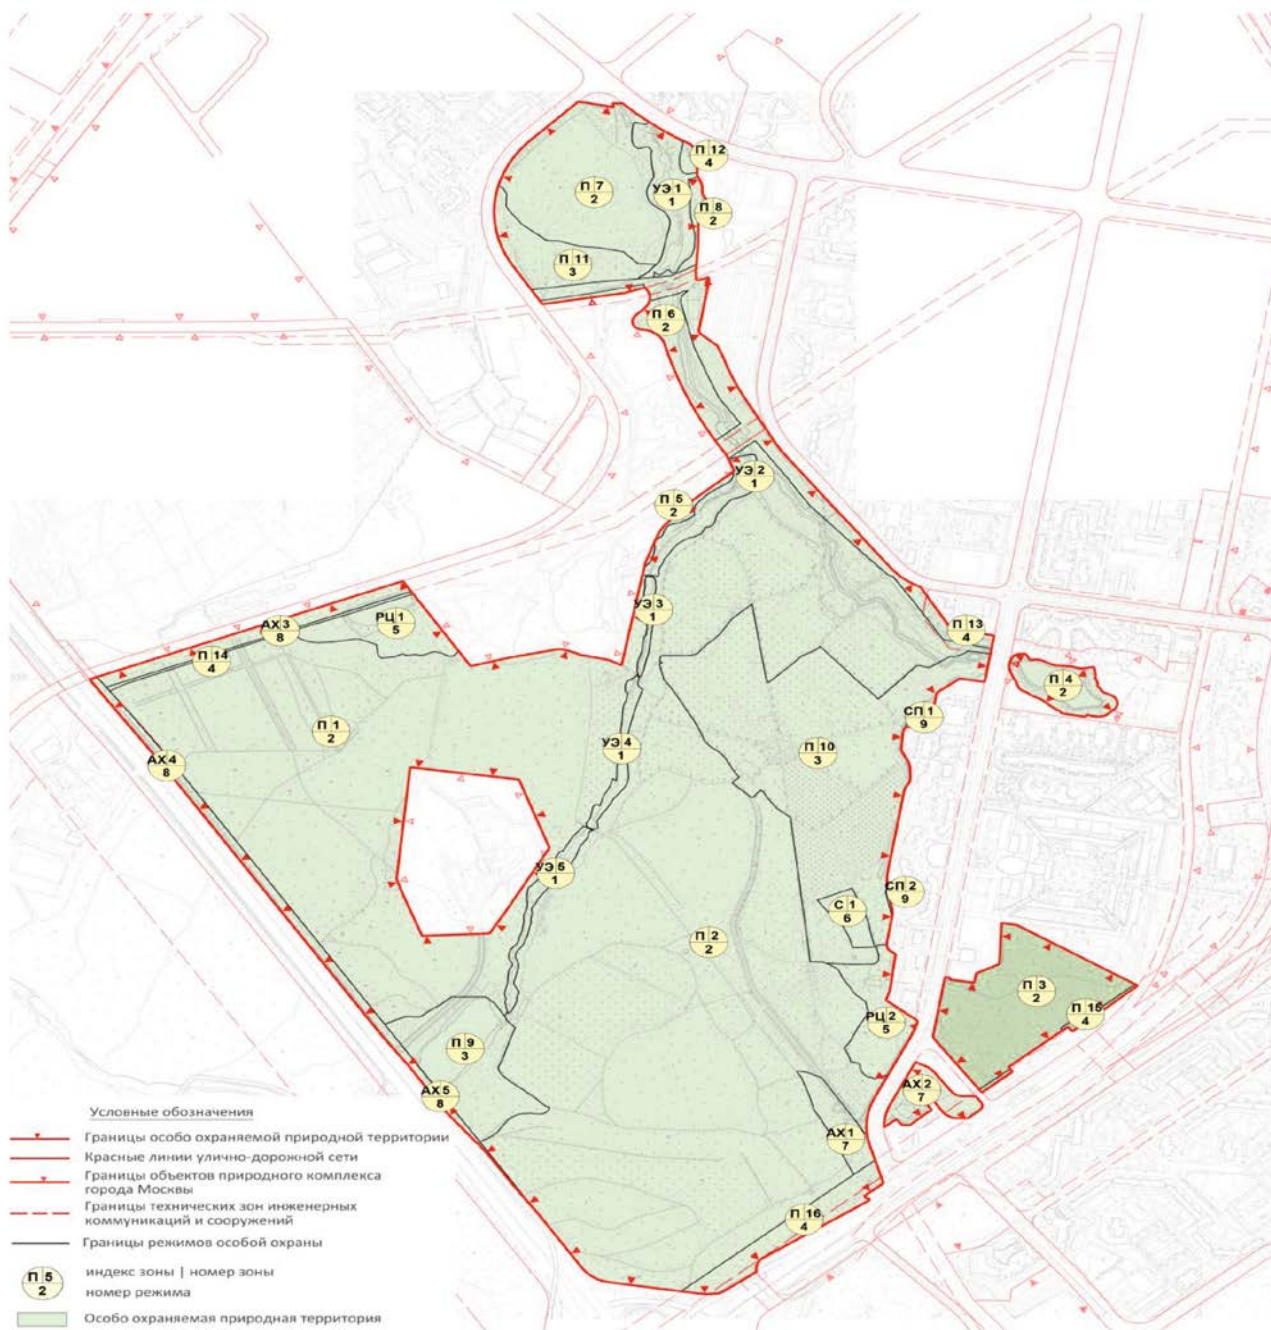 П 12
4
П 7
2
УЭ 1
1
П 8
2
П 11
3
П 6
2
УЭ 2
1
П 5
2
УЭ 3
1
РЦ 1
5
АХ 3
8
П 13
4
П 14
4
П 4
2
СП 1
9
П 1
2
УЭ 4
1
П 10
3
АХ 4
8
УЭ 5
1
СП 2
9
С 1
6
П 2
2
П 3
2
П 15
4
РЦ 2
5
П 9
3
АХ 2
7
АХ 5
8
АХ 1
7
П 16
4
Условные обозначения
Границы особо охраняемой природной территории
Красные линии улично-дорожной сети
Границы объектов природного комплекса
города Москвы
Границы технических зон инженерных
коммуникаций и сооружений
Границы режимов особой охраны
П 5
2
индекс зоны | номер зоны
номер режима
Особо охраняемая природная территория